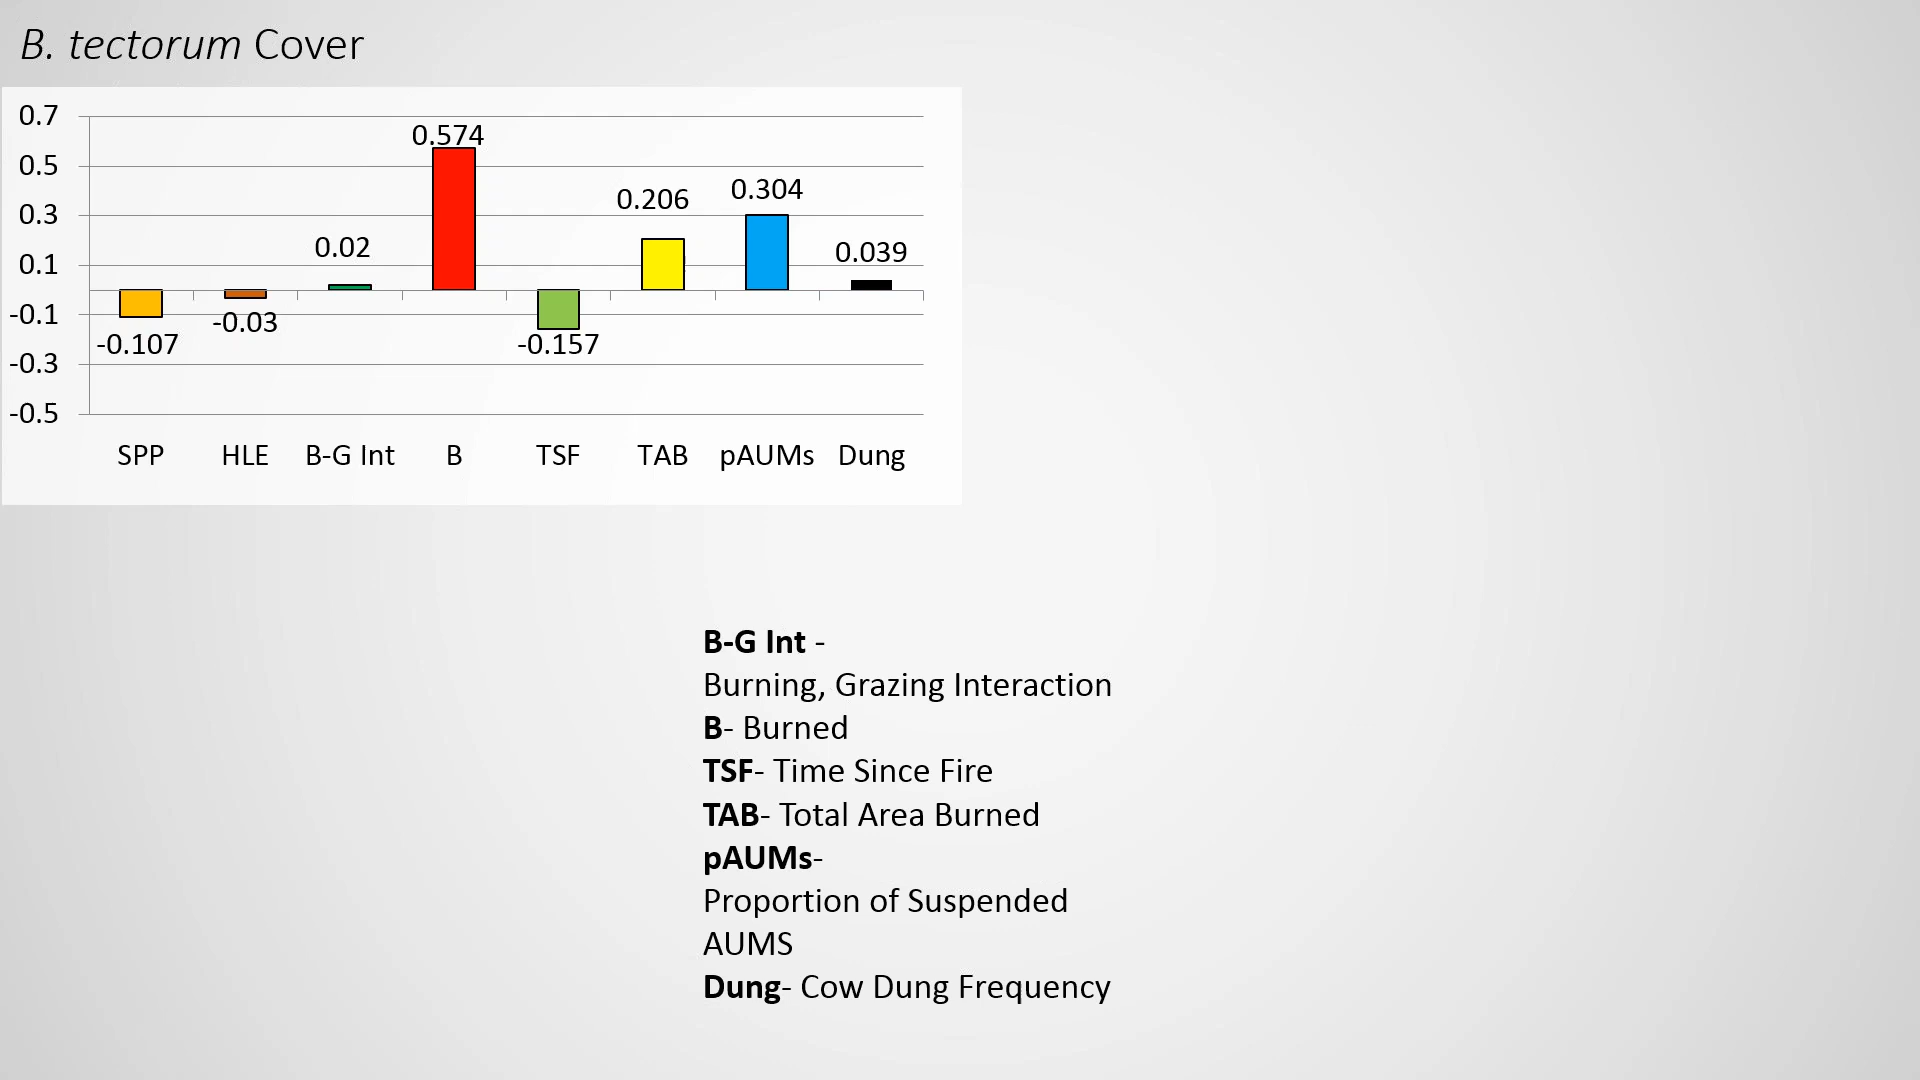 B. tectorum Cover
0.7
0.5
0.3
0.1
-0.1
-0.3
-0.5
-0.107
-0.03
0.02
0.574
-0.157
0.206
0.304
0.039
SPP
HLE
B-G Int
B
TSF
TAB
pAUMs
Dung
B-G Int -
Burning, Grazing Interaction
B- Burned
TSF- Time Since Fire
TAB- Total Area Burned
pAUMs-
Proportion of Suspended
AUMS
Dung- Cow Dung Frequency